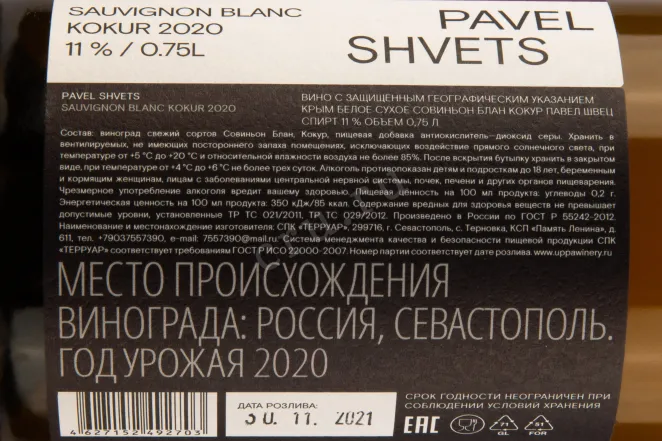 SAUVIGNON BLANC
KOKUR 2020
11 % / 0.75L
PAVEL
SHVETS
PAVEL SHVETS
SAUVIGNON BLANC KOKUR 2020
ВИНО С ЗАЩИЩЕННЫМ ГЕОГРАФИЧЕСКИМ УКАЗАНИЕМ
КРЫМ БЕЛОЕ СУХОЕ СОВИНЬОН БЛАН КОКУР ПАВЕЛ ШВЕЦ
СПИРТ 11 % ОБЪЕМ 0,75 Л
Состав: виноград свежий сортов Совиньон Блан, Кокур, пищевая добавка антиокислитель–диоксид серы. Хранить в
вентилируемых, не имеющих постороннего запаха помещениях, исключающих воздействие прямого солнечного света, при
температуре от +5 °C до +20 °C и относительной влажности воздуха не более 85%. После вскрытия бутылку хранить в закрытом
виде, при температуре от +4 °C до +6 °C не более трех суток. Алкоголь противопоказан детям и подросткам до 18 лет, беременным
и кормящим женщинам, лицам с заболеваниями центральной нервной системы, почек, печени и других органов пищеварения.
Чрезмерное употребление алкоголя вредит вашему здоровью. Пищевая ценность на 100 мл продукта: углеводы 0,2 г.
Энергетическая ценность на 100 мл продукта: 350 кДж/85 ккал. Содержание вредных для здоровья веществ не превышает
допустимые уровни, установленные ТР ТС 021/2011, ТР ТС 029/2012. Произведено в России по ГОСТ Р 55242-2012.
Наименование и местонахождение изготовителя: СПК «ТЕРРУАР», 299716, г. Севастополь, с. Терновка, КСП «Память Ленина», д.
611, тел. +79037557390, e-mail: 7557390@mail.ru. Система менеджмента качества и безопасности пищевой продукции СПК
«ТЕРРУАР» соответствует требованиям ГОСТ Р ИСО 22000-2007. Номер партии соответствует дате розлива. www.uppawinery.ru.
МЕСТО ПРОИСХОЖДЕНИЯ
ВИНОГРАДА: РОССИЯ, СЕВАСТОПОЛЬ.
ГОД УРОЖАЯ 2020
ДАТА РОЗЛИВА:
30. 11. 2021
4627152492703
СРОК ГОДНОСТИ НЕОГРАНИЧЕН ПРИ
СОБЛЮДЕНИИ УСЛОВИЙ ХРАНЕНИЯ
EAC
71
GL
51
FOR